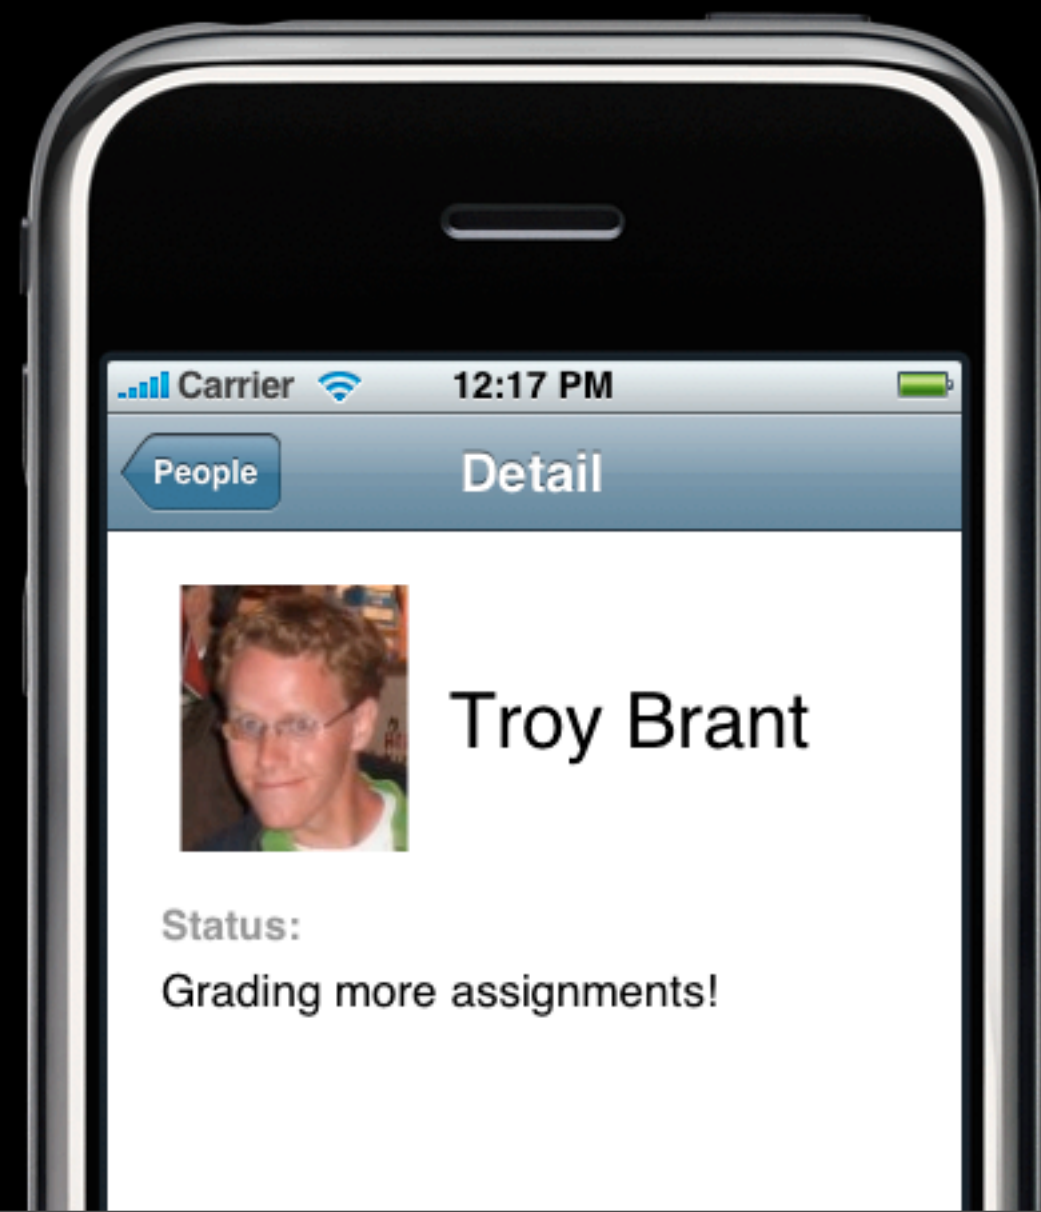 Carrier 12:17 PM
People Detail
Troy Brant
Status:
Grading more assignments!